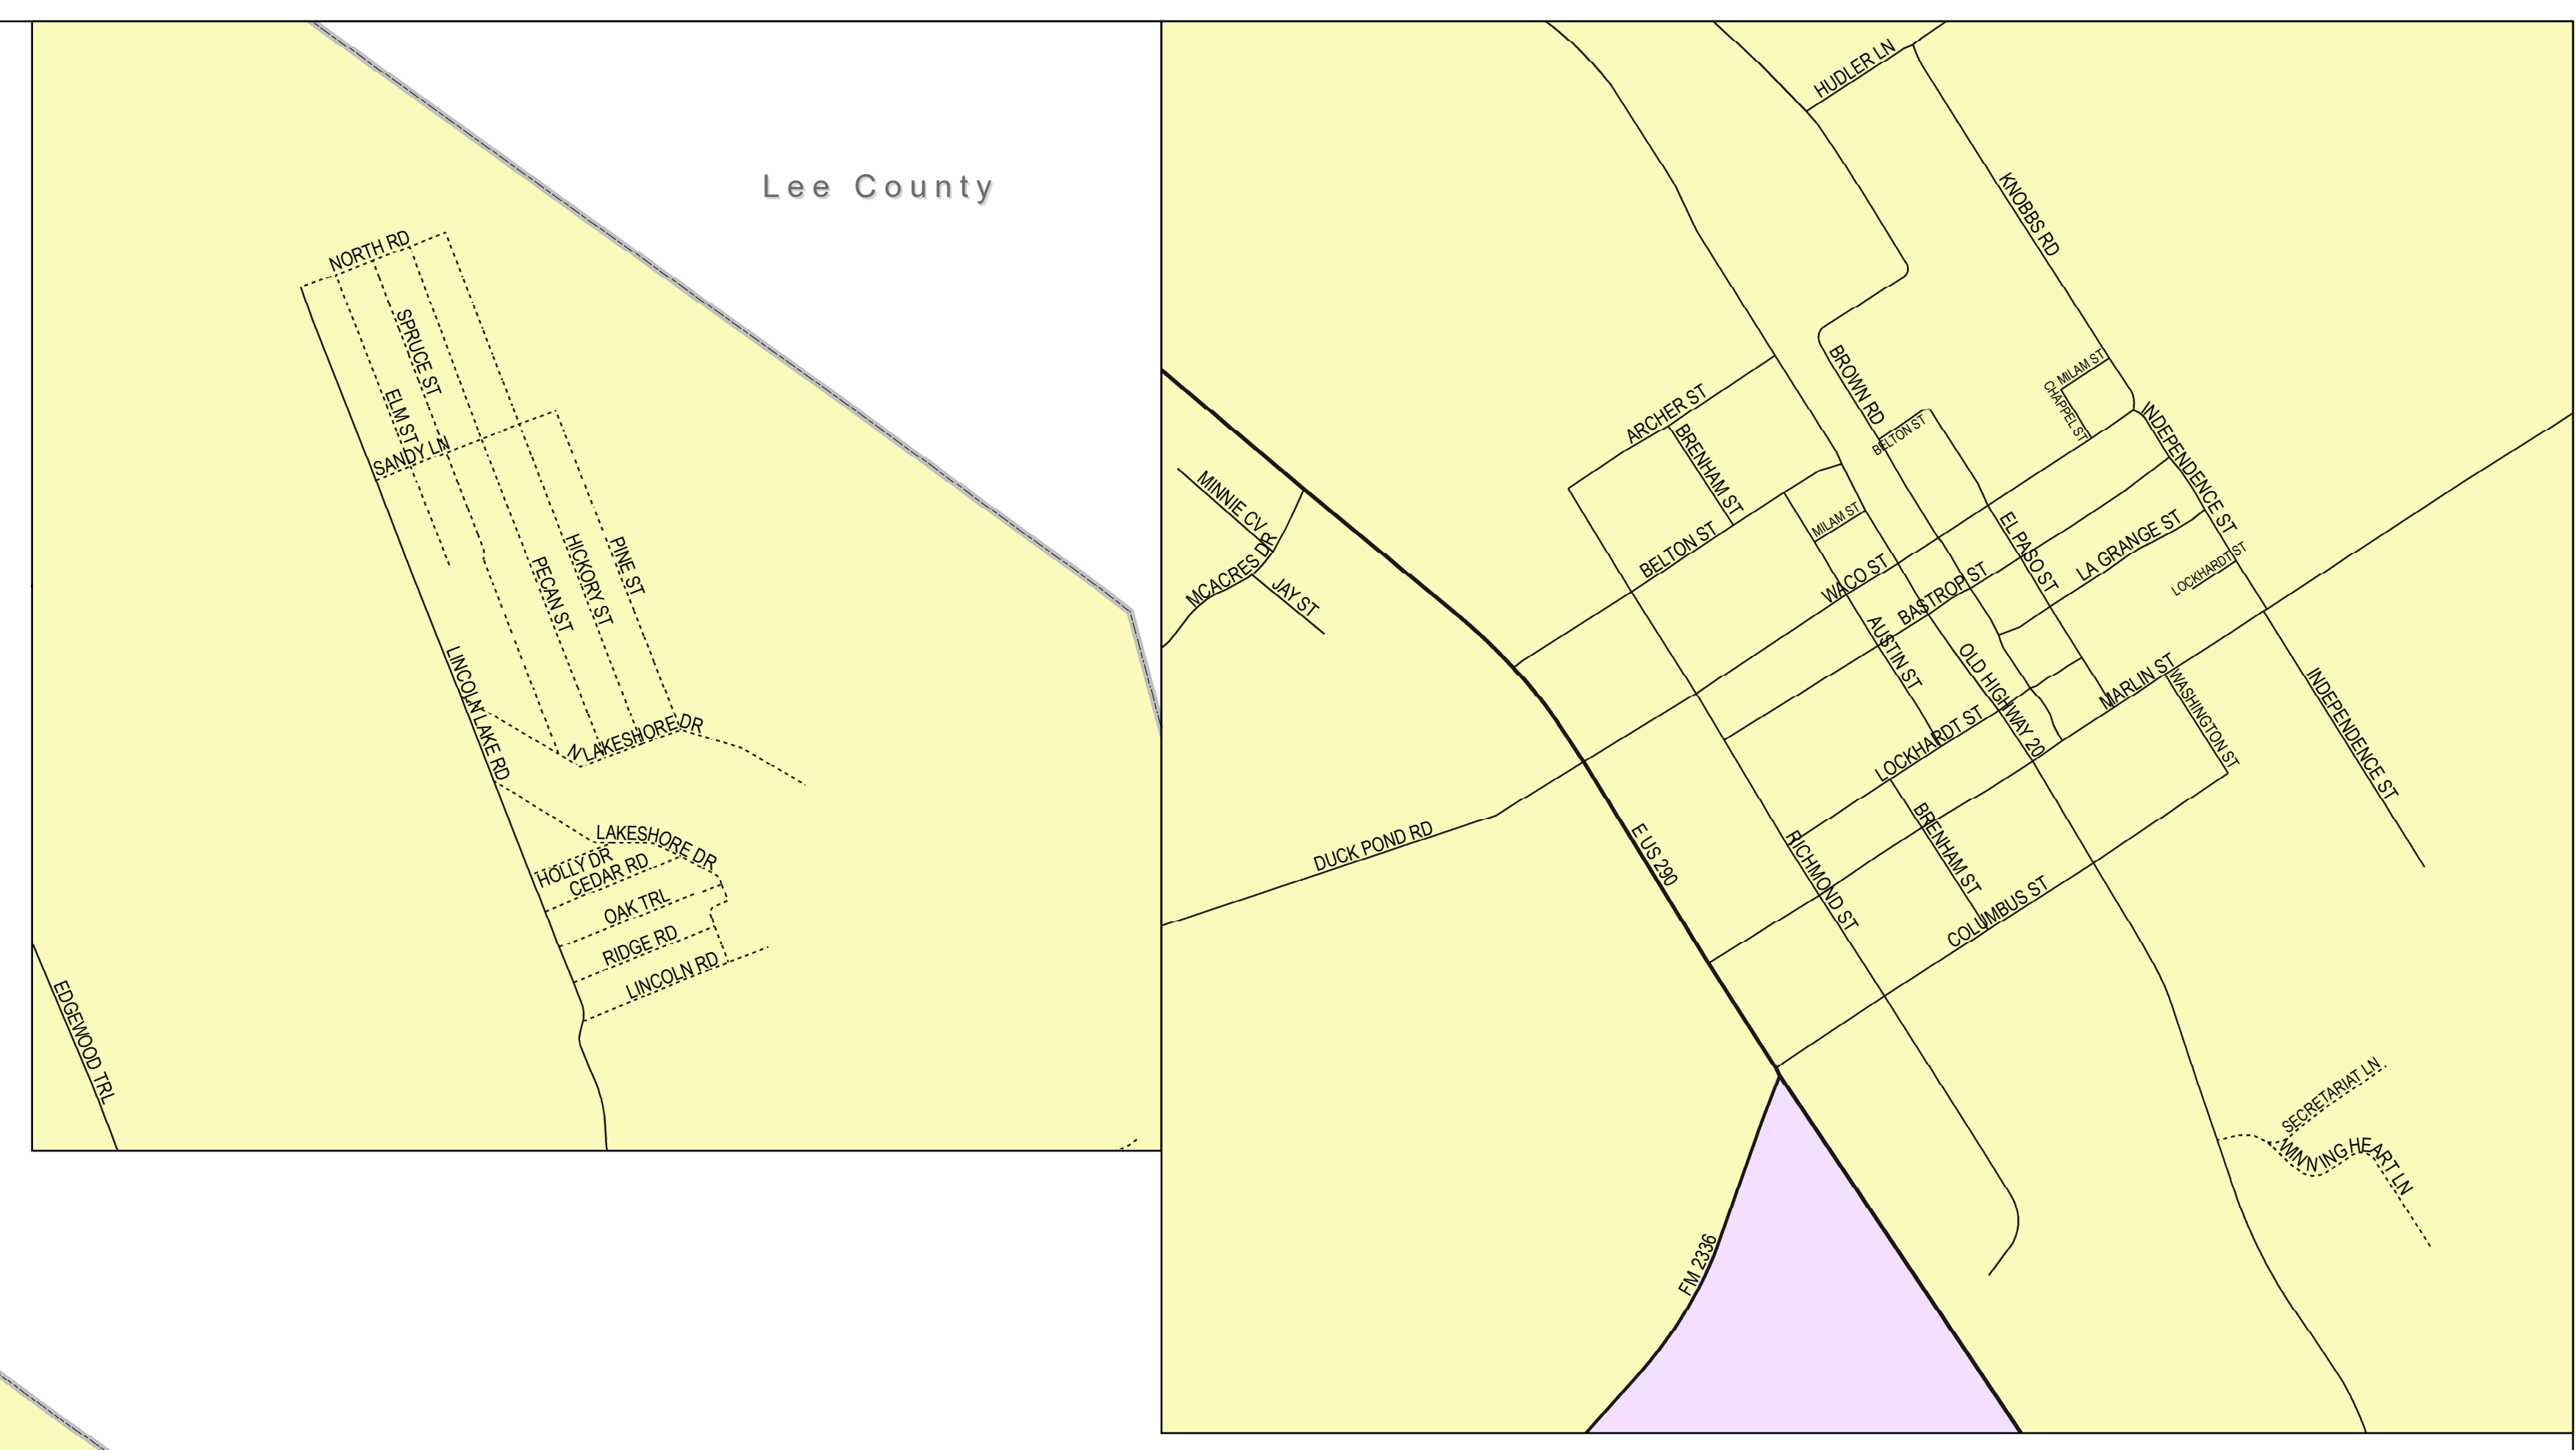 Lee County
NORTH RD
SPRUCE ST
ELM ST
SANDY LN
PECAN ST
HICKORY ST
PINE ST
LINCOLN LAKE RD
N LAKESHORE DR
LAKESHORE DR
HOLLY DR
CEDAR RD
OAK TRL
RIDGE RD
LINCOLN RD
EDGEWOOD TRL
HUDLER LN
KNOBBS RD
BROWN RD
MILAM ST
CHAPPEL ST
ARCHER ST
BRENHAM ST
BELTON ST
INDEPENDENCE ST
MINNIE CV
MCACRES DR
JAY ST
BELTON ST
MILAM ST
WACO ST
BASTROP ST
EL PASO ST
LA GRANGE ST
LOCKHARDT ST
AUSTIN ST
OLD HIGHWAY 20
MARLIN ST
WASHINGTON ST
INDEPENDENCE ST
LOCKHARDT ST
DUCK POND RD
E US 290
RICHMOND ST
BRENHAM ST
COLUMBUS ST
SECRETARIAT LN
WINNING HEART LN
FM 2336